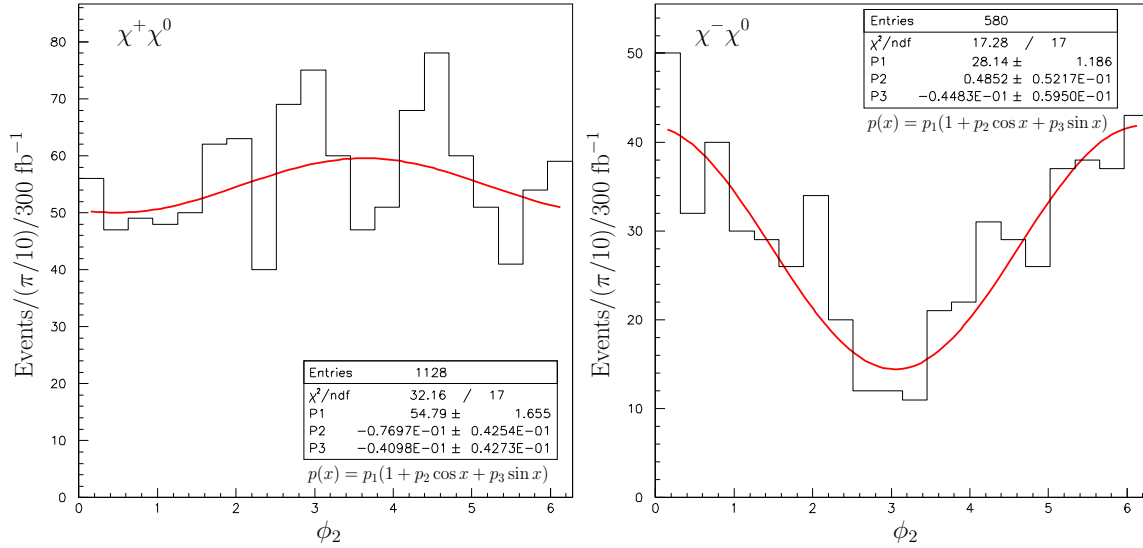 χ⁺χ⁰
Events/(π/10)/300 fb⁻¹
80
70
60
50
40
30
20
10
0
Entries 1128
χ²/ndf 32.16 / 17
P1 54.79 ± 1.655
P2 −0.7697E−01 ± 0.4254E−01
P3 −0.4098E−01 ± 0.4273E−01
p(x) = p₁(1 + p₂ cos x + p₃ sin x)
0 1 2 3 4 5 6
ϕ₂
χ⁻χ⁰
Events/(π/10)/300 fb⁻¹
50
40
30
20
10
0
Entries 580
χ²/ndf 17.28 / 17
P1 28.14 ± 1.186
P2 0.4852 ± 0.5217E−01
P3 −0.4483E−01 ± 0.5950E−01
p(x) = p₁(1 + p₂ cos x + p₃ sin x)
0 1 2 3 4 5 6
ϕ₂